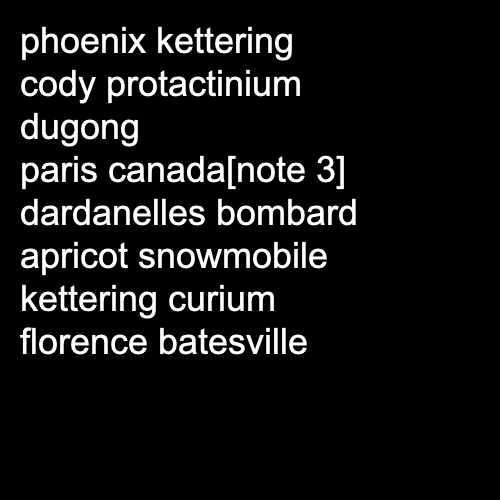 phoenix kettering
cody protactinium
dugong
paris canada[note 3]
dardanelles bombard
apricot snowmobile
kettering curium
florence batesville